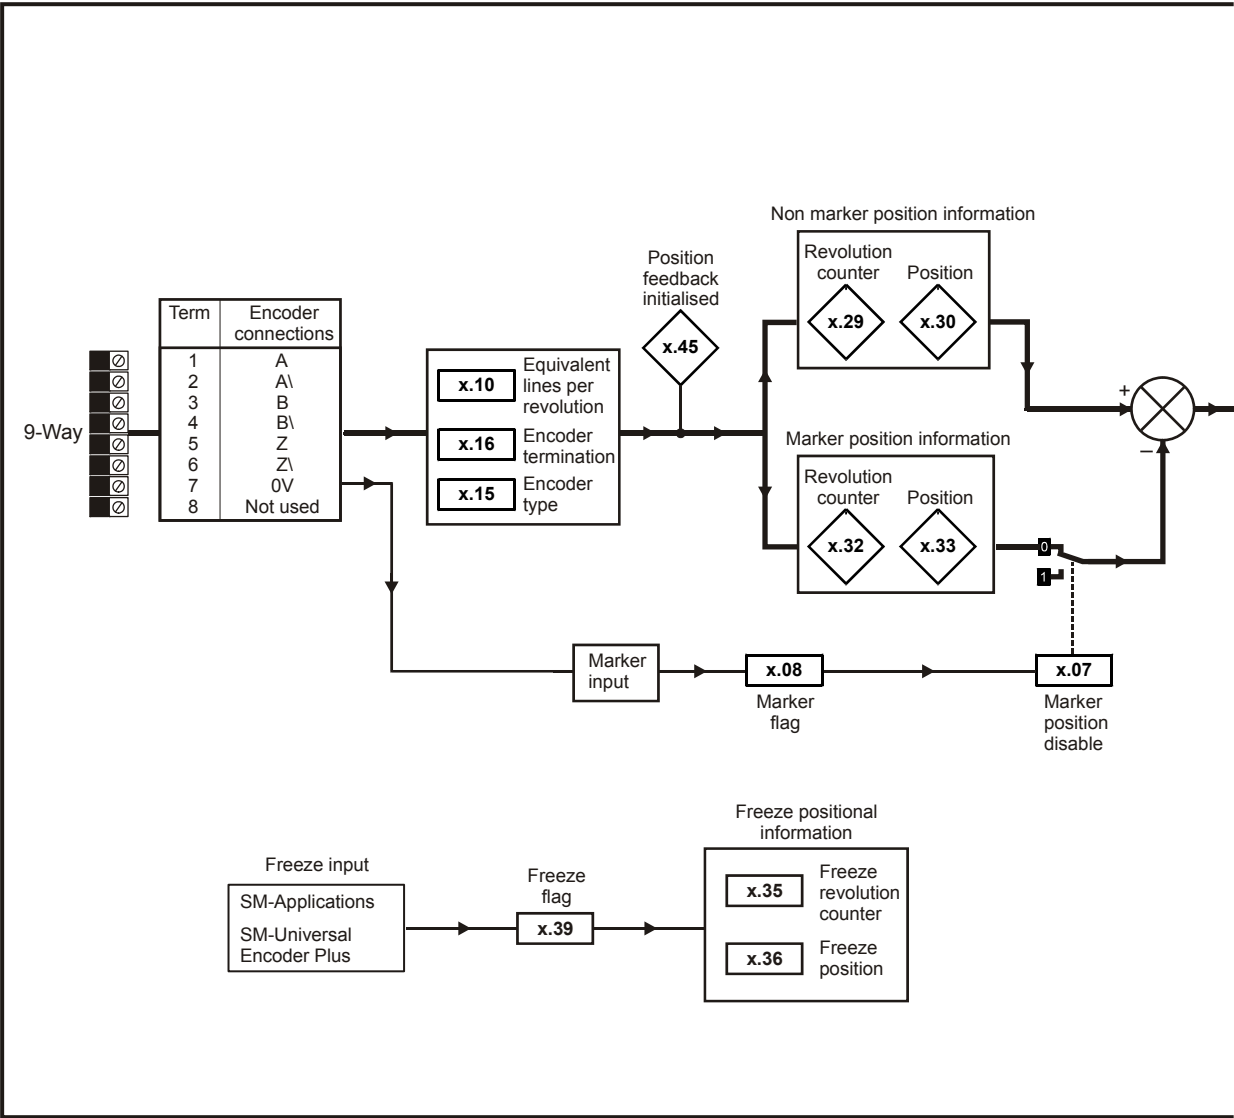 Non marker position information
Revolution
counter
Position
x.29
x.30
Position
feedback
initialised
x.45
Term
Encoder
connections
1 A
2 A\
3 B
4 B\
5 Z
6 Z\
7 0V
8 Not used
9-Way
x.10
Equivalent
lines per
revolution
x.16
Encoder
termination
x.15
Encoder
type
+
–
Marker position information
Revolution
counter
Position
x.32
x.33
0
1
Marker
input
x.08
Marker
flag
x.07
Marker
position
disable
Freeze input
SM-Applications
SM-Universal
Encoder Plus
Freeze
flag
x.39
Freeze positional
information
x.35
Freeze
revolution
counter
x.36
Freeze
position